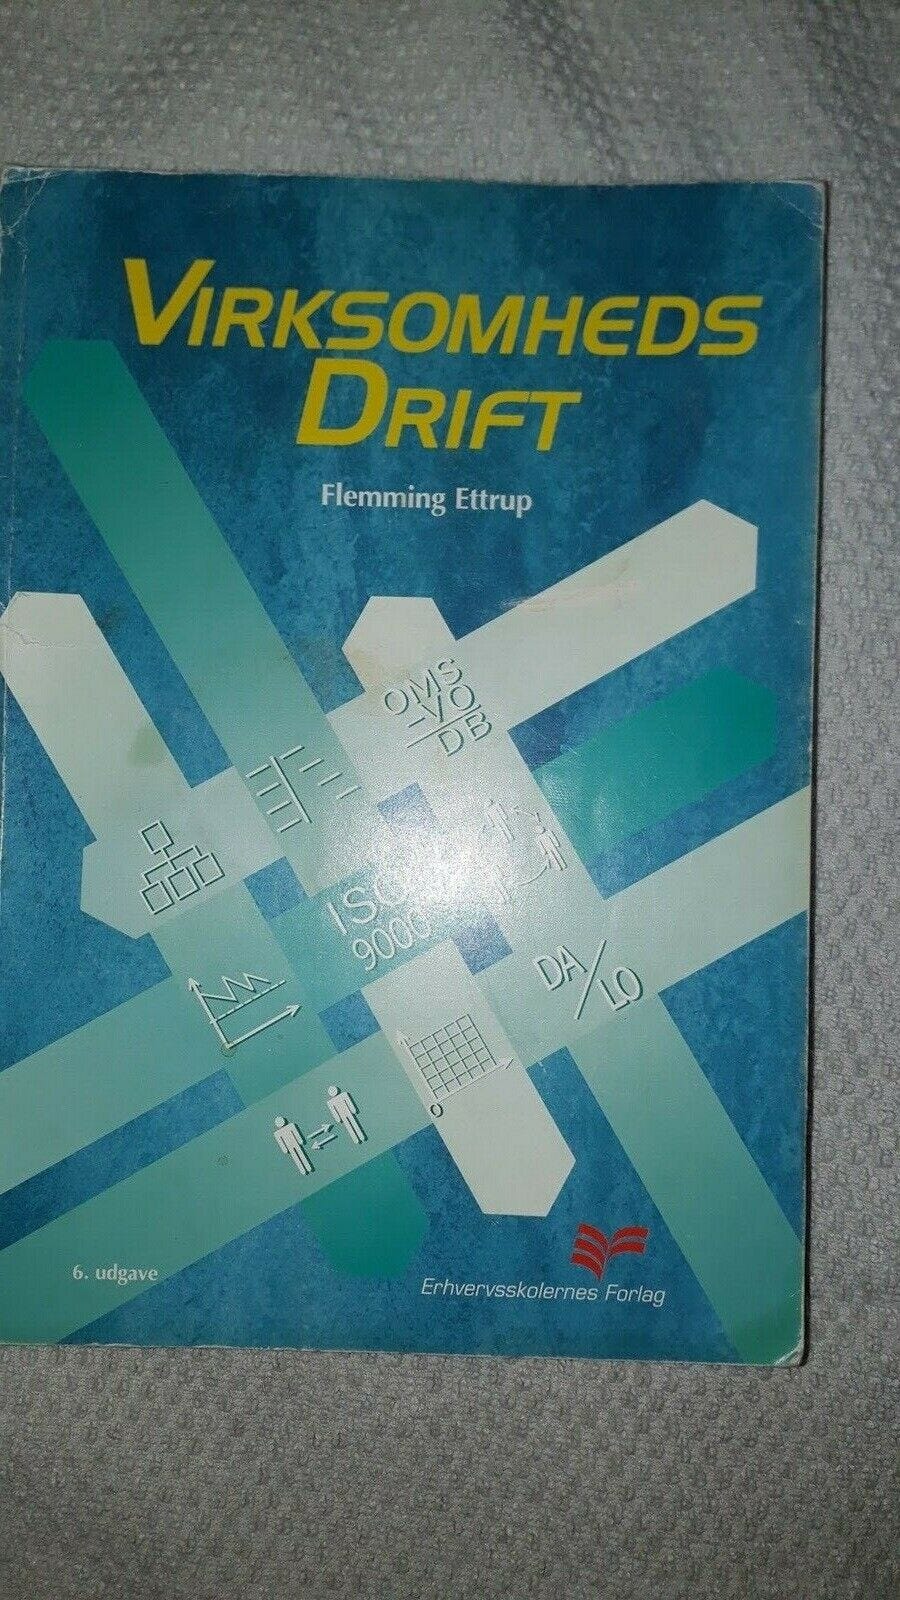 VIRKSOMHEDS
DRIFT
Flemming Ettrup
OMS
-VO
DB
ISO
9000
DA/LO
6. udgave
Erhvervsskolernes Forlag